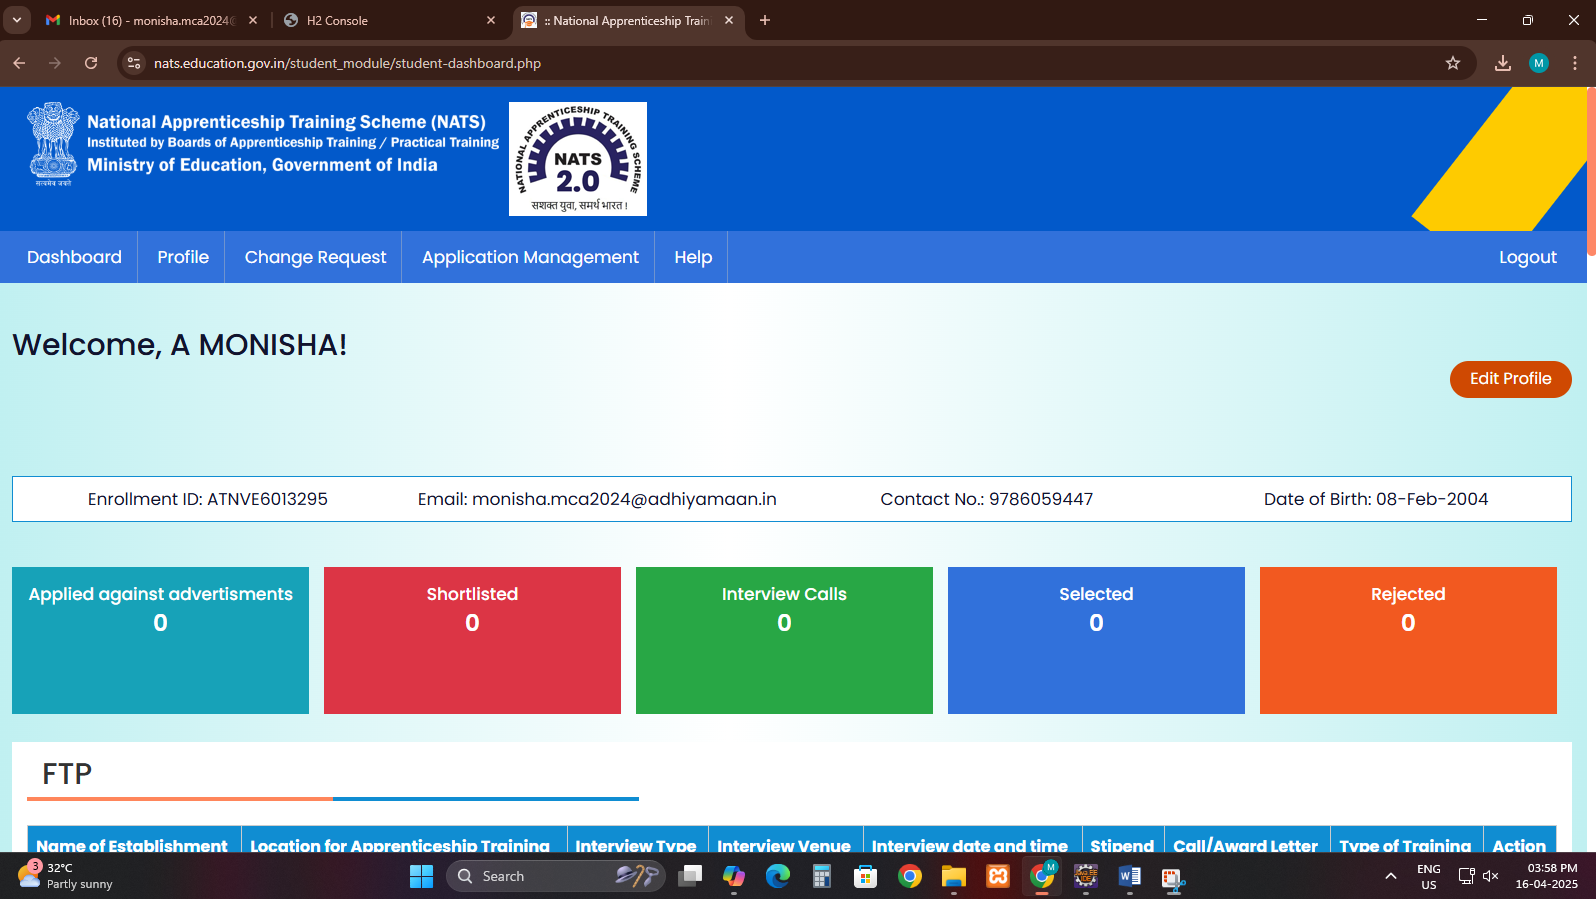 Inbox (16) - monisha.mca2024@
H2 Console
:: National Apprenticeship Train
nats.education.gov.in/student_module/student-dashboard.php
M
National Apprenticeship Training Scheme (NATS)
Instituted by Boards of Apprenticeship Training / Practical Training
Ministry of Education, Government of India
सत्यमेव जयते
NATIONAL APPRENTICESHIP TRAINING SCHEME
NATS
2.0
सशक्त युवा, समर्थ भारत !
Dashboard
Profile
Change Request
Application Management
Help
Logout
Welcome, A MONISHA!
Edit Profile
Enrollment ID: ATNVE6013295
Email: monisha.mca2024@adhiyamaan.in
Contact No.: 9786059447
Date of Birth: 08-Feb-2004
Applied against advertisments
0
Shortlisted
0
Interview Calls
0
Selected
0
Rejected
0
FTP
Name of Establishment
Location for Apprenticeship Training
Interview Type
Interview Venue
Interview date and time
Stipend
Call/Award Letter
Type of Training
Action
3
32°C
Partly sunny
Search
M
ENG
US
03:58 PM
16-04-2025